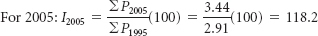 For 2005: I₂₀₀₅ = ΣP₂₀₀₅/ΣP₁₉₉₅ (100) = 3.44/2.91 (100) = 118.2